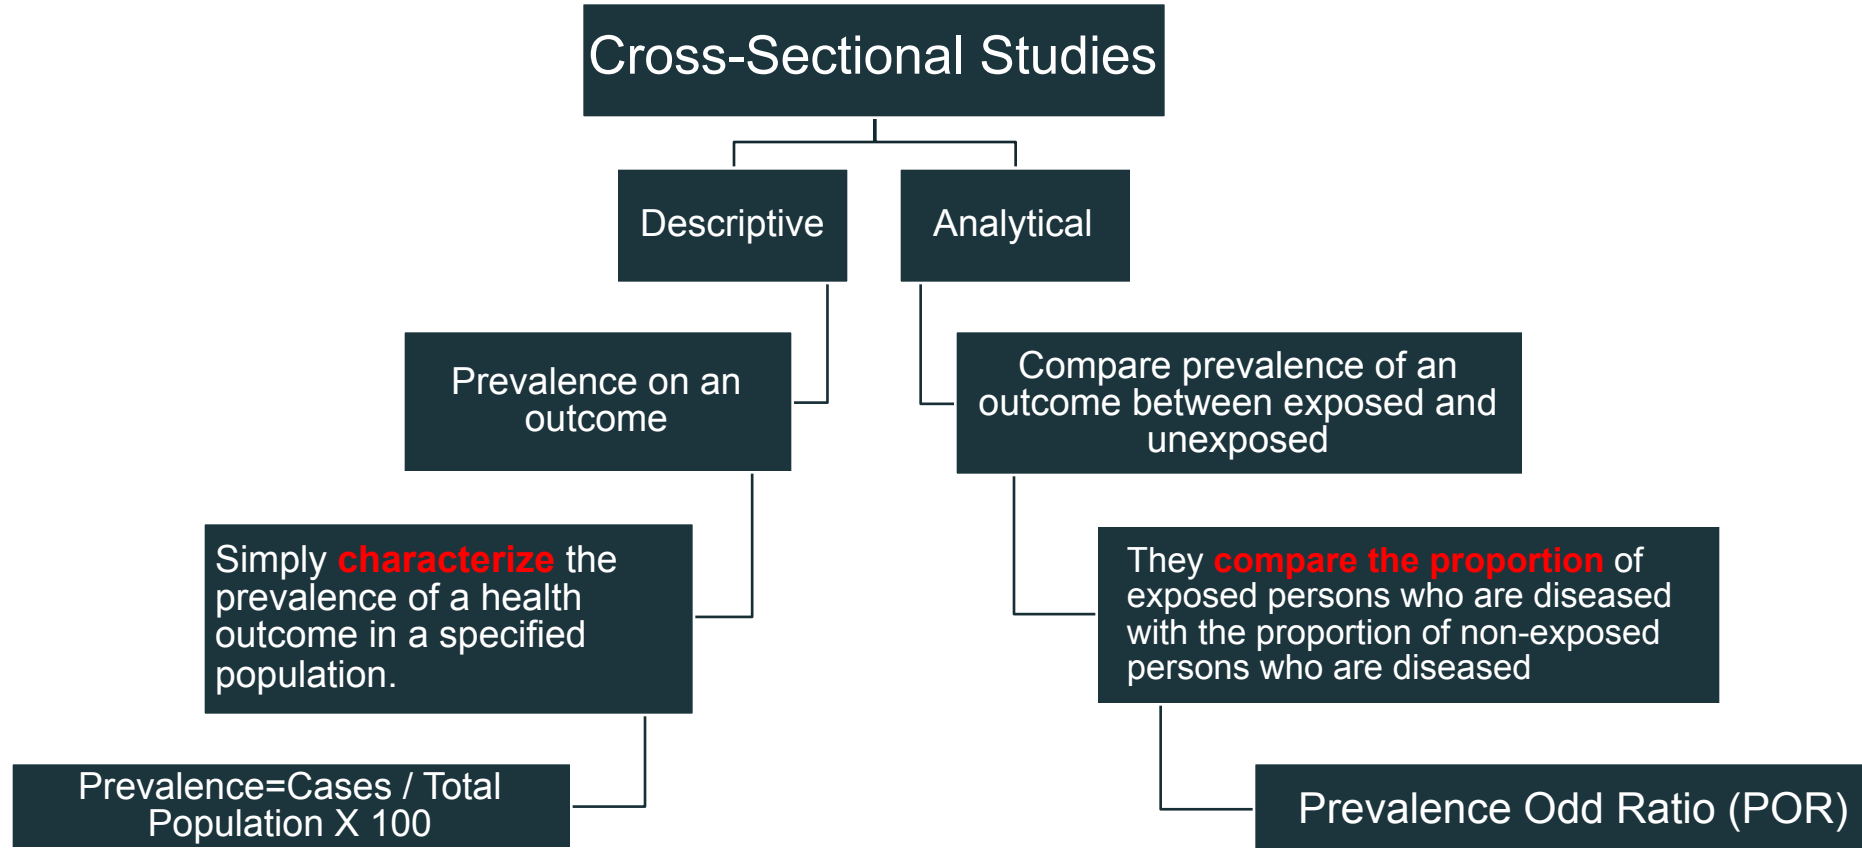 Cross-Sectional Studies
Descriptive
Analytical
Prevalence on an
outcome
Compare prevalence of an
outcome between exposed and
unexposed
Simply characterize the
prevalence of a health
outcome in a specified
population.
They compare the proportion of
exposed persons who are diseased
with the proportion of non-exposed
persons who are diseased
Prevalence=Cases / Total
Population X 100
Prevalence Odd Ratio (POR)